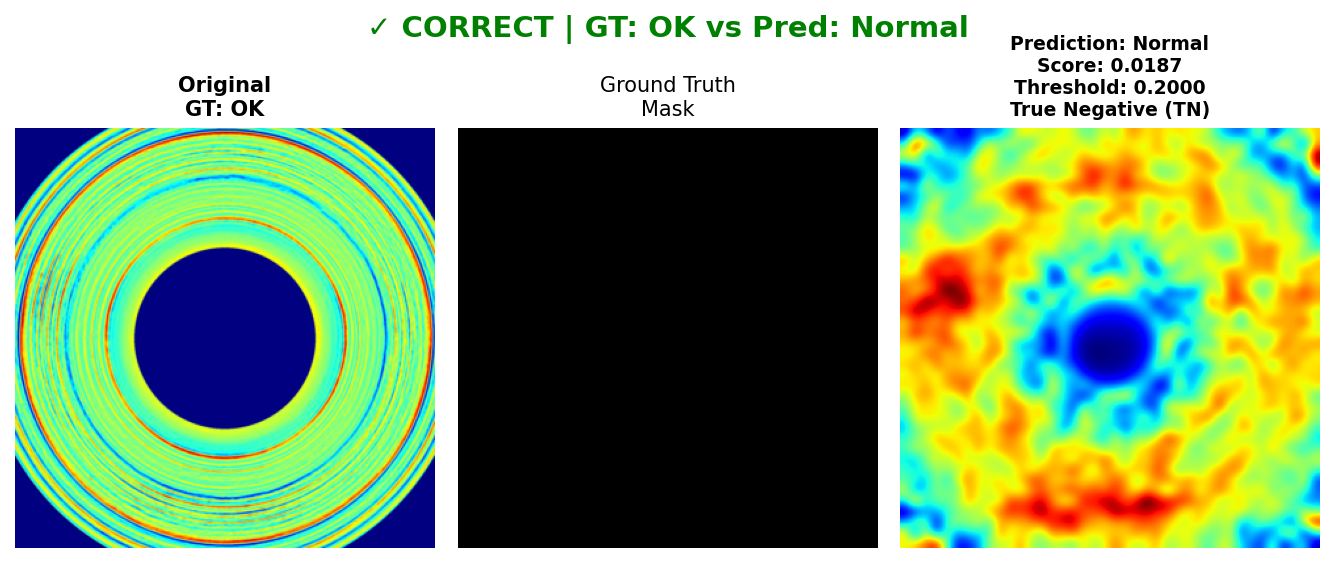 ✓ CORRECT | GT: OK vs Pred: Normal
Original
GT: OK
Ground Truth
Mask
Prediction: Normal
Score: 0.0187
Threshold: 0.2000
True Negative (TN)